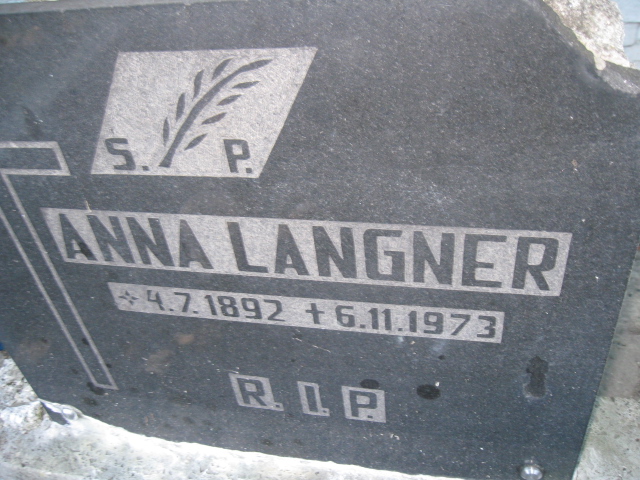 S. P.
ANNA LANGNER
* 4.7.1892 + 6.11.1973
R. I. P.